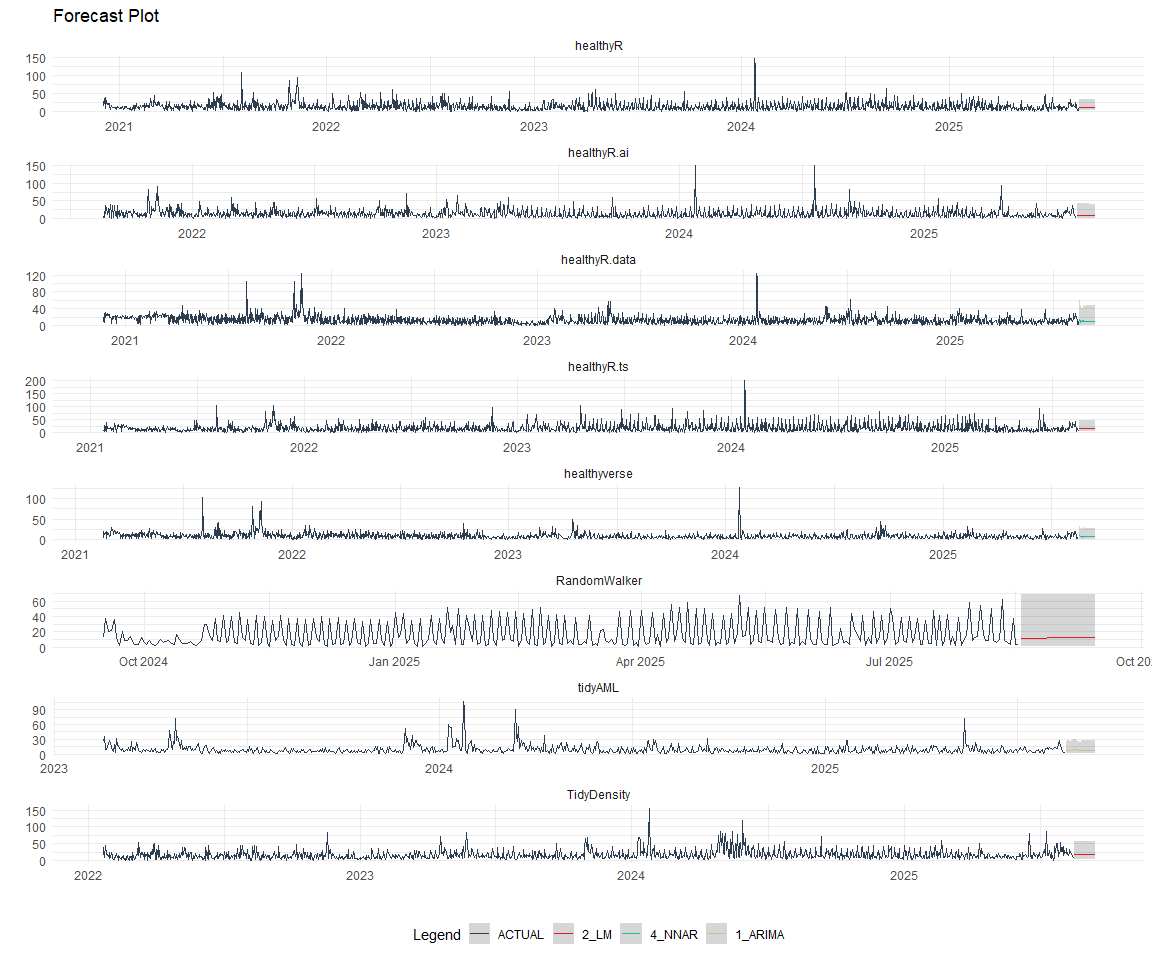 Forecast Plot
healthyR
150
100
50
0
2021 2022 2023 2024 2025
healthyR.ai
150
100
50
0
2022 2023 2024 2025
healthyR.data
120
80
40
0
2021 2022 2023 2024 2025
healthyR.ts
200
150
100
50
0
2021 2022 2023 2024 2025
healthyverse
100
50
0
2021 2022 2023 2024 2025
RandomWalker
60
40
20
0
Oct 2024 Jan 2025 Apr 2025 Jul 2025 Oct 202
tidyAML
90
60
30
0
2023 2024 2025
TidyDensity
150
100
50
0
2022 2023 2024 2025
Legend ACTUAL 2_LM 4_NNAR 1_ARIMA